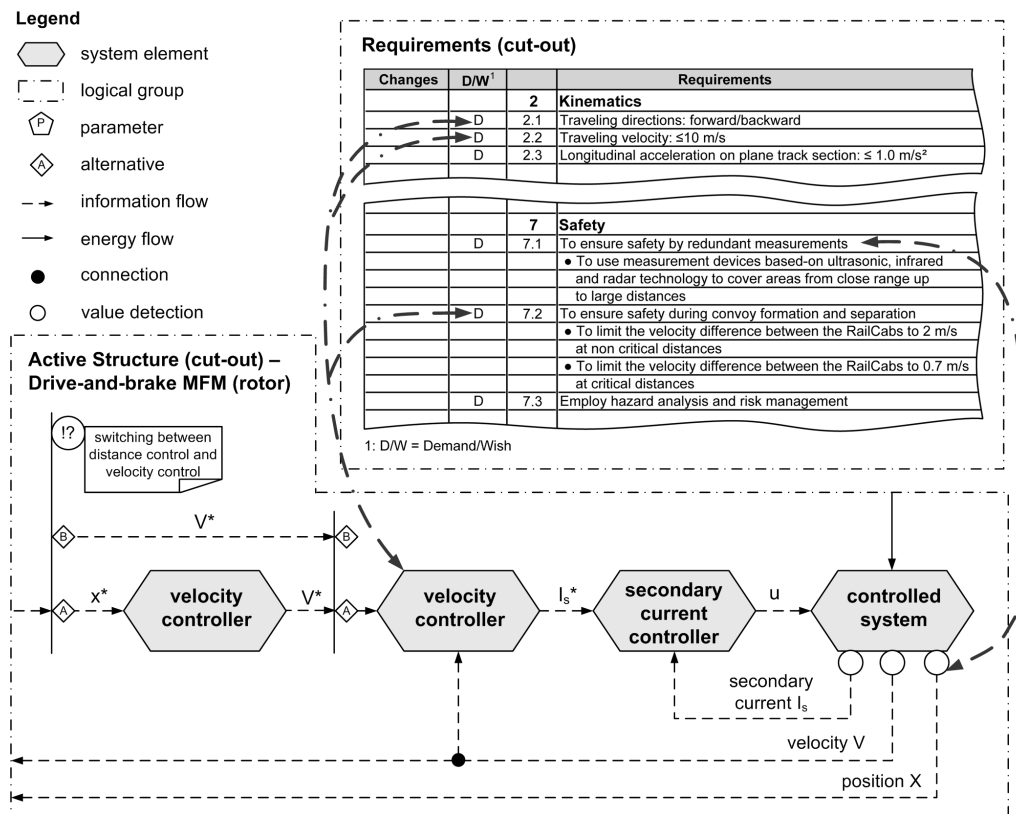 Legend
system element
logical group
P
parameter
A
alternative
information flow
energy flow
connection
value detection
Requirements (cut-out)
Changes D/W¹ Requirements
2 Kinematics
D 2.1 Traveling directions: forward/backward
D 2.2 Traveling velocity: ≤10 m/s
D 2.3 Longitudinal acceleration on plane track section: ≤ 1.0 m/s²
7 Safety
D 7.1 To ensure safety by redundant measurements
● To use measurement devices based-on ultrasonic, infrared
and radar technology to cover areas from close range up
to large distances
D 7.2 To ensure safety during convoy formation and separation
● To limit the velocity difference between the RailCabs to 2 m/s
at non critical distances
● To limit the velocity difference between the RailCabs to 0.7 m/s
at critical distances
D 7.3 Employ hazard analysis and risk management
1: D/W = Demand/Wish
Active Structure (cut-out) –
Drive-and-brake MFM (rotor)
!?
switching between
distance control and
velocity control
B
V*
B
A
x*
velocity
controller
V*
A
velocity
controller
Is*
secondary
current
controller
u
controlled
system
secondary
current Is
velocity V
position X